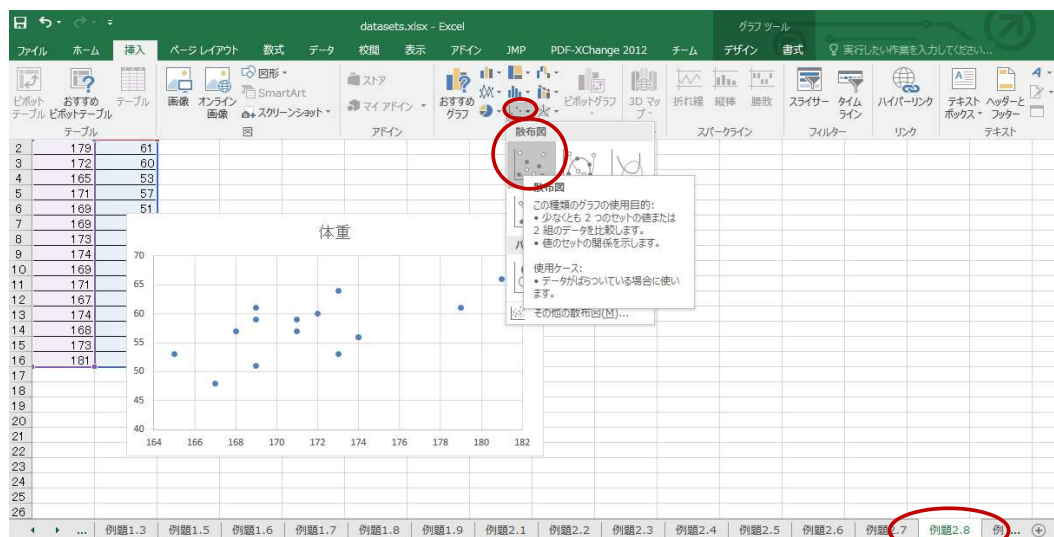 datasets.xlsx - Excel
グラフ ツール
ファイル ホーム 挿入 ページ レイアウト 数式 データ 校閲 表示 アドイン JMP PDF-XChange 2012 チーム デザイン 書式 実行したい作業を入力してください...
ピボットテーブル
おすすめピボットテーブル
テーブル
画像
オンライン画像
図形
SmartArt
スクリーンショット
ストア
マイ アドイン
おすすめグラフ
ピボットグラフ
3D マップ
折れ線
縦棒
勝敗
スライサー
タイムライン
ハイパーリンク
テキストボックス
ヘッダーとフッター
テーブル 図 アドイン スパークライン フィルター リンク テキスト
散布図
散布図
この種類のグラフの使用目的:
• 少なくとも 2 つのセットの値または
2 組のデータを比較します。
• 値のセットの関係を示します。
使用ケース:
• データがばらついている場合に使い
ます。
その他の散布図(M)...
2 179 61
3 172 60
4 165 53
5 171 57
6 169 51
7 169
8 173
9 174
10 169
11 171
12 167
13 174
14 168
15 173
16 181
17
18
19
20
21
22
23
24
25
26
体重
70
65
60
55
50
45
40
164 166 168 170 172 174 176 178 180 182
... 例題1.3 例題1.5 例題1.6 例題1.7 例題1.8 例題1.9 例題2.1 例題2.2 例題2.3 例題2.4 例題2.5 例題2.6 例題2.7 例題2.8 例 ...